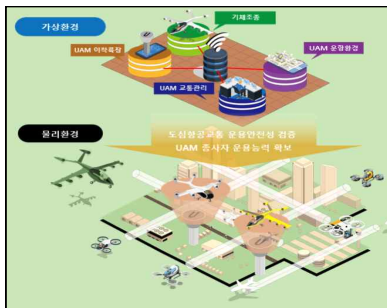 가상환경
기체조종
UAM 이착륙장
UAM 운항환경
UAM 교통관리
물리환경
도심항공교통 운용안전성 검증
UAM 종사자 운용능력 확보